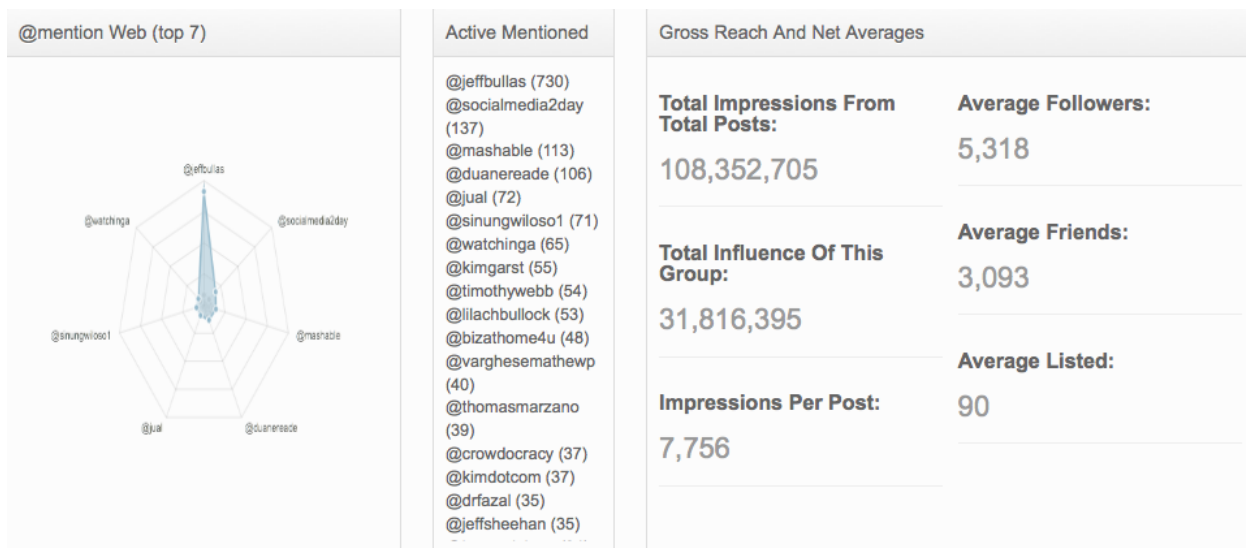 @mention Web (top 7)
@jeffbullas
@watchinga
@socialmedia2day
@sinungwiloso1
@mashable
@jual
@duanereade
Active Mentioned
@jeffbullas (730)
@socialmedia2day
(137)
@mashable (113)
@duanereade (106)
@jual (72)
@sinungwiloso1 (71)
@watchinga (65)
@kimgarst (55)
@timothywebb (54)
@lilachbullock (53)
@bizathome4u (48)
@varghesemathewp
(40)
@thomasmarzano
(39)
@crowdocracy (37)
@kimdotcom (37)
@drfazal (35)
@jeffsheehan (35)
Gross Reach And Net Averages
Total Impressions From
Total Posts:
108,352,705
Total Influence Of This
Group:
31,816,395
Impressions Per Post:
7,756
Average Followers:
5,318
Average Friends:
3,093
Average Listed:
90